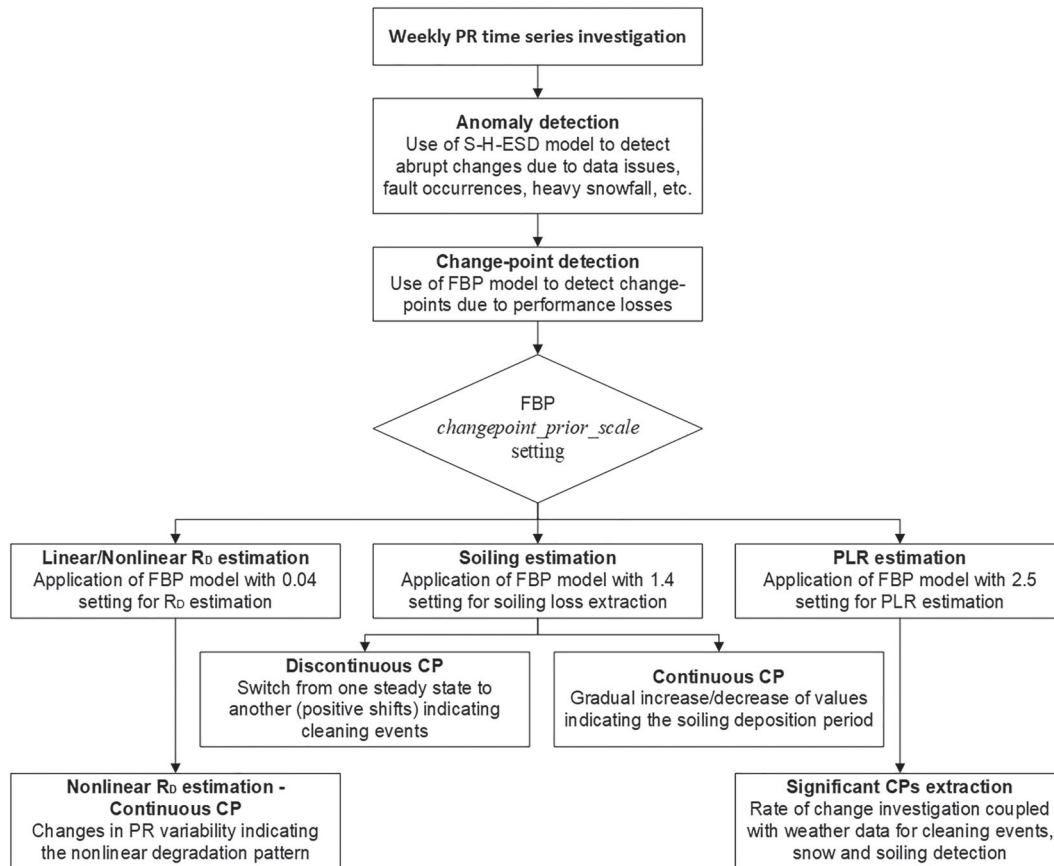 Weekly PR time series investigation
Anomaly detection
Use of S-H-ESD model to detect
abrupt changes due to data issues,
fault occurrences, heavy snowfall, etc.
Change-point detection
Use of FBP model to detect change-
points due to performance losses
FBP
changepoint_prior_scale
setting
Linear/Nonlinear RD estimation
Application of FBP model with 0.04
setting for RD estimation
Soiling estimation
Application of FBP model with 1.4
setting for soiling loss extraction
PLR estimation
Application of FBP model with 2.5
setting for PLR estimation
Discontinuous CP
Switch from one steady state to
another (positive shifts) indicating
cleaning events
Continuous CP
Gradual increase/decrease of values
indicating the soiling deposition period
Nonlinear RD estimation -
Continuous CP
Changes in PR variability indicating
the nonlinear degradation pattern
Significant CPs extraction
Rate of change investigation coupled
with weather data for cleaning events,
snow and soiling detection